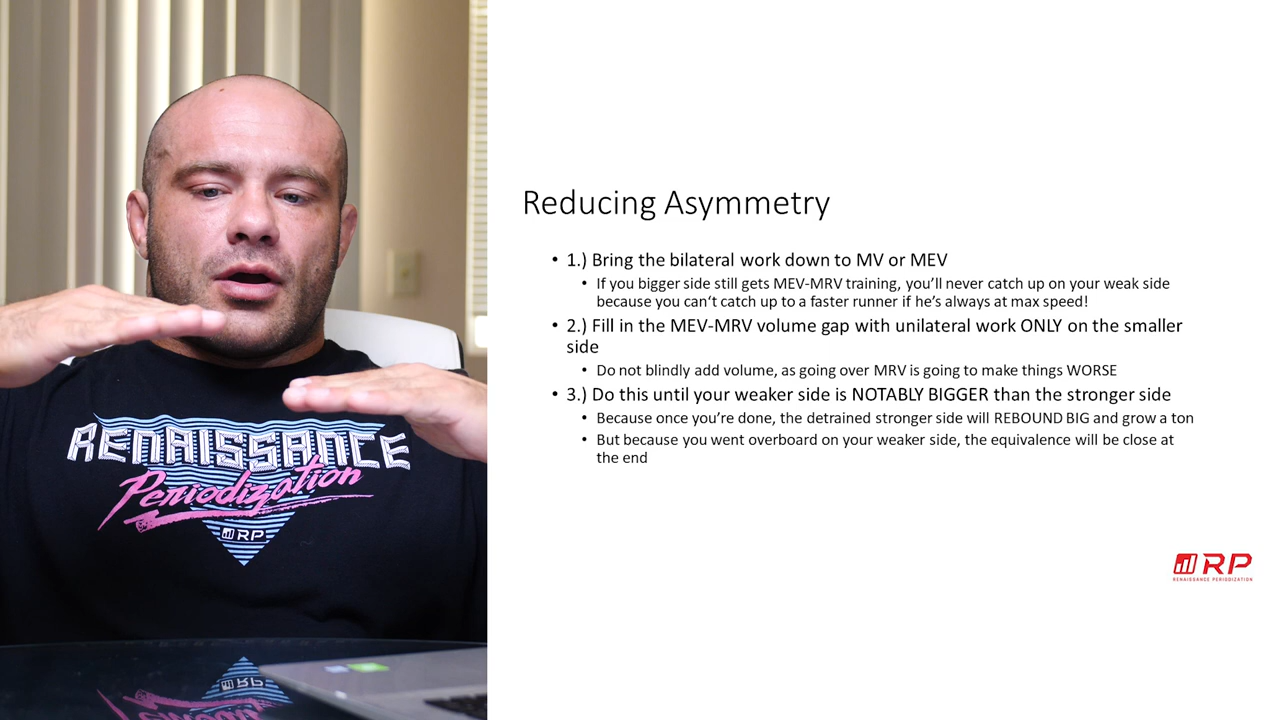 RENAISSANCE
Periodization
RP
RP
Reducing Asymmetry
• 1.) Bring the bilateral work down to MV or MEV
• If you bigger side still gets MEV-MRV training, you’ll never catch up on your weak side
because you can‘t catch up to a faster runner if he’s always at max speed!
• 2.) Fill in the MEV-MRV volume gap with unilateral work ONLY on the smaller
side
• Do not blindly add volume, as going over MRV is going to make things WORSE
• 3.) Do this until your weaker side is NOTABLY BIGGER than the stronger side
• Because once you’re done, the detrained stronger side will REBOUND BIG and grow a ton
• But because you went overboard on your weaker side, the equivalence will be close at
the end
RP
RENAISSANCE PERIODIZATION